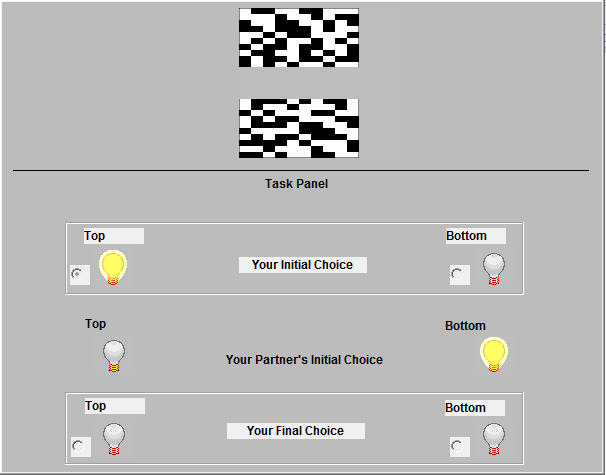 Task Panel
Top
Bottom
Your Initial Choice
Top
Bottom
Your Partner's Initial Choice
Top
Bottom
Your Final Choice